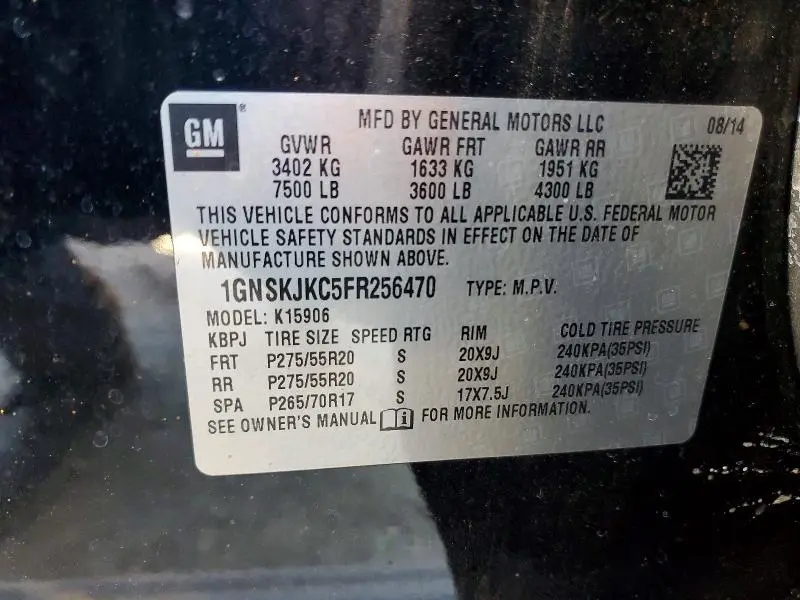 GM ®
MFD BY GENERAL MOTORS LLC 08/14
GVWR GAWR FRT GAWR RR
3402 KG 1633 KG 1951 KG
7500 LB 3600 LB 4300 LB
THIS VEHICLE CONFORMS TO ALL APPLICABLE U.S. FEDERAL MOTOR
VEHICLE SAFETY STANDARDS IN EFFECT ON THE DATE OF
MANUFACTURE SHOWN ABOVE.
1GNSKJKC5FR256470 TYPE: M.P.V.
MODEL: K15906
KBPJ TIRE SIZE SPEED RTG RIM COLD TIRE PRESSURE
FRT P275/55R20 S 20X9J 240KPA(35PSI)
RR P275/55R20 S 20X9J 240KPA(35PSI)
SPA P265/70R17 S 17X7.5J 240KPA(35PSI)
SEE OWNER'S MANUAL i FOR MORE INFORMATION.